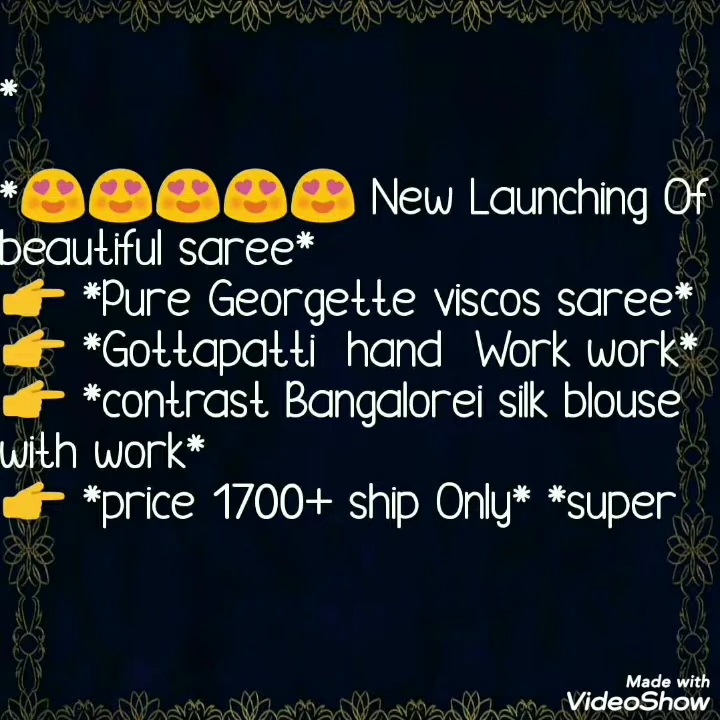 *
*😍😍😍😍😍 New Launching Of
beautiful saree*
👉 *Pure Georgette viscos saree*
👉 *Gottapatti hand Work work*
👉 *contrast Bangalorei silk blouse
with work*
👉 *price 1700+ ship Only* *super
Made with
VideoShow